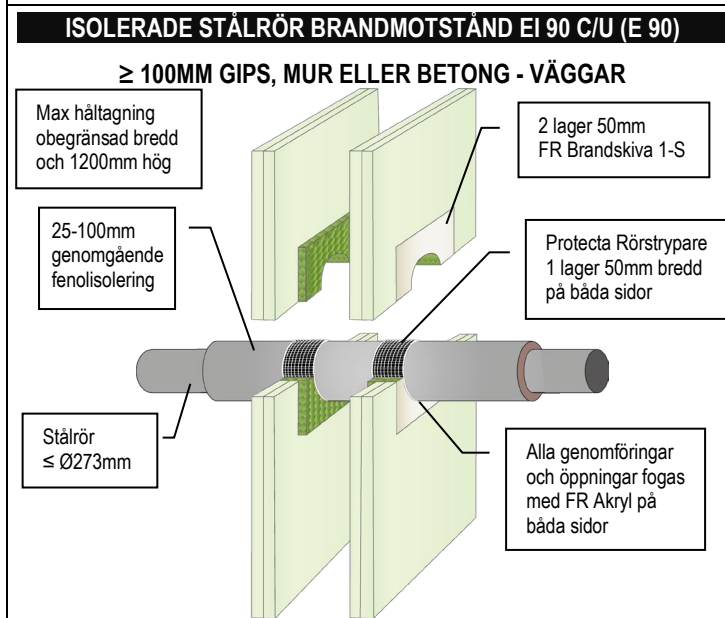 ISOLERADE STÅLRÖR BRANDMOTSTÅND EI 90 C/U (E 90)
≥ 100MM GIPS, MUR ELLER BETONG - VÄGGAR
Max håltagning
obegränsad bredd
och 1200mm hög
2 lager 50mm
FR Brandskiva 1-S
25-100mm
genomgående
fenolisolering
Protecta Rörstrypare
1 lager 50mm bredd
på båda sidor
Stålrör
≤ Ø273mm
Alla genomföringar
och öppningar fogas
med FR Akryl på
båda sidor